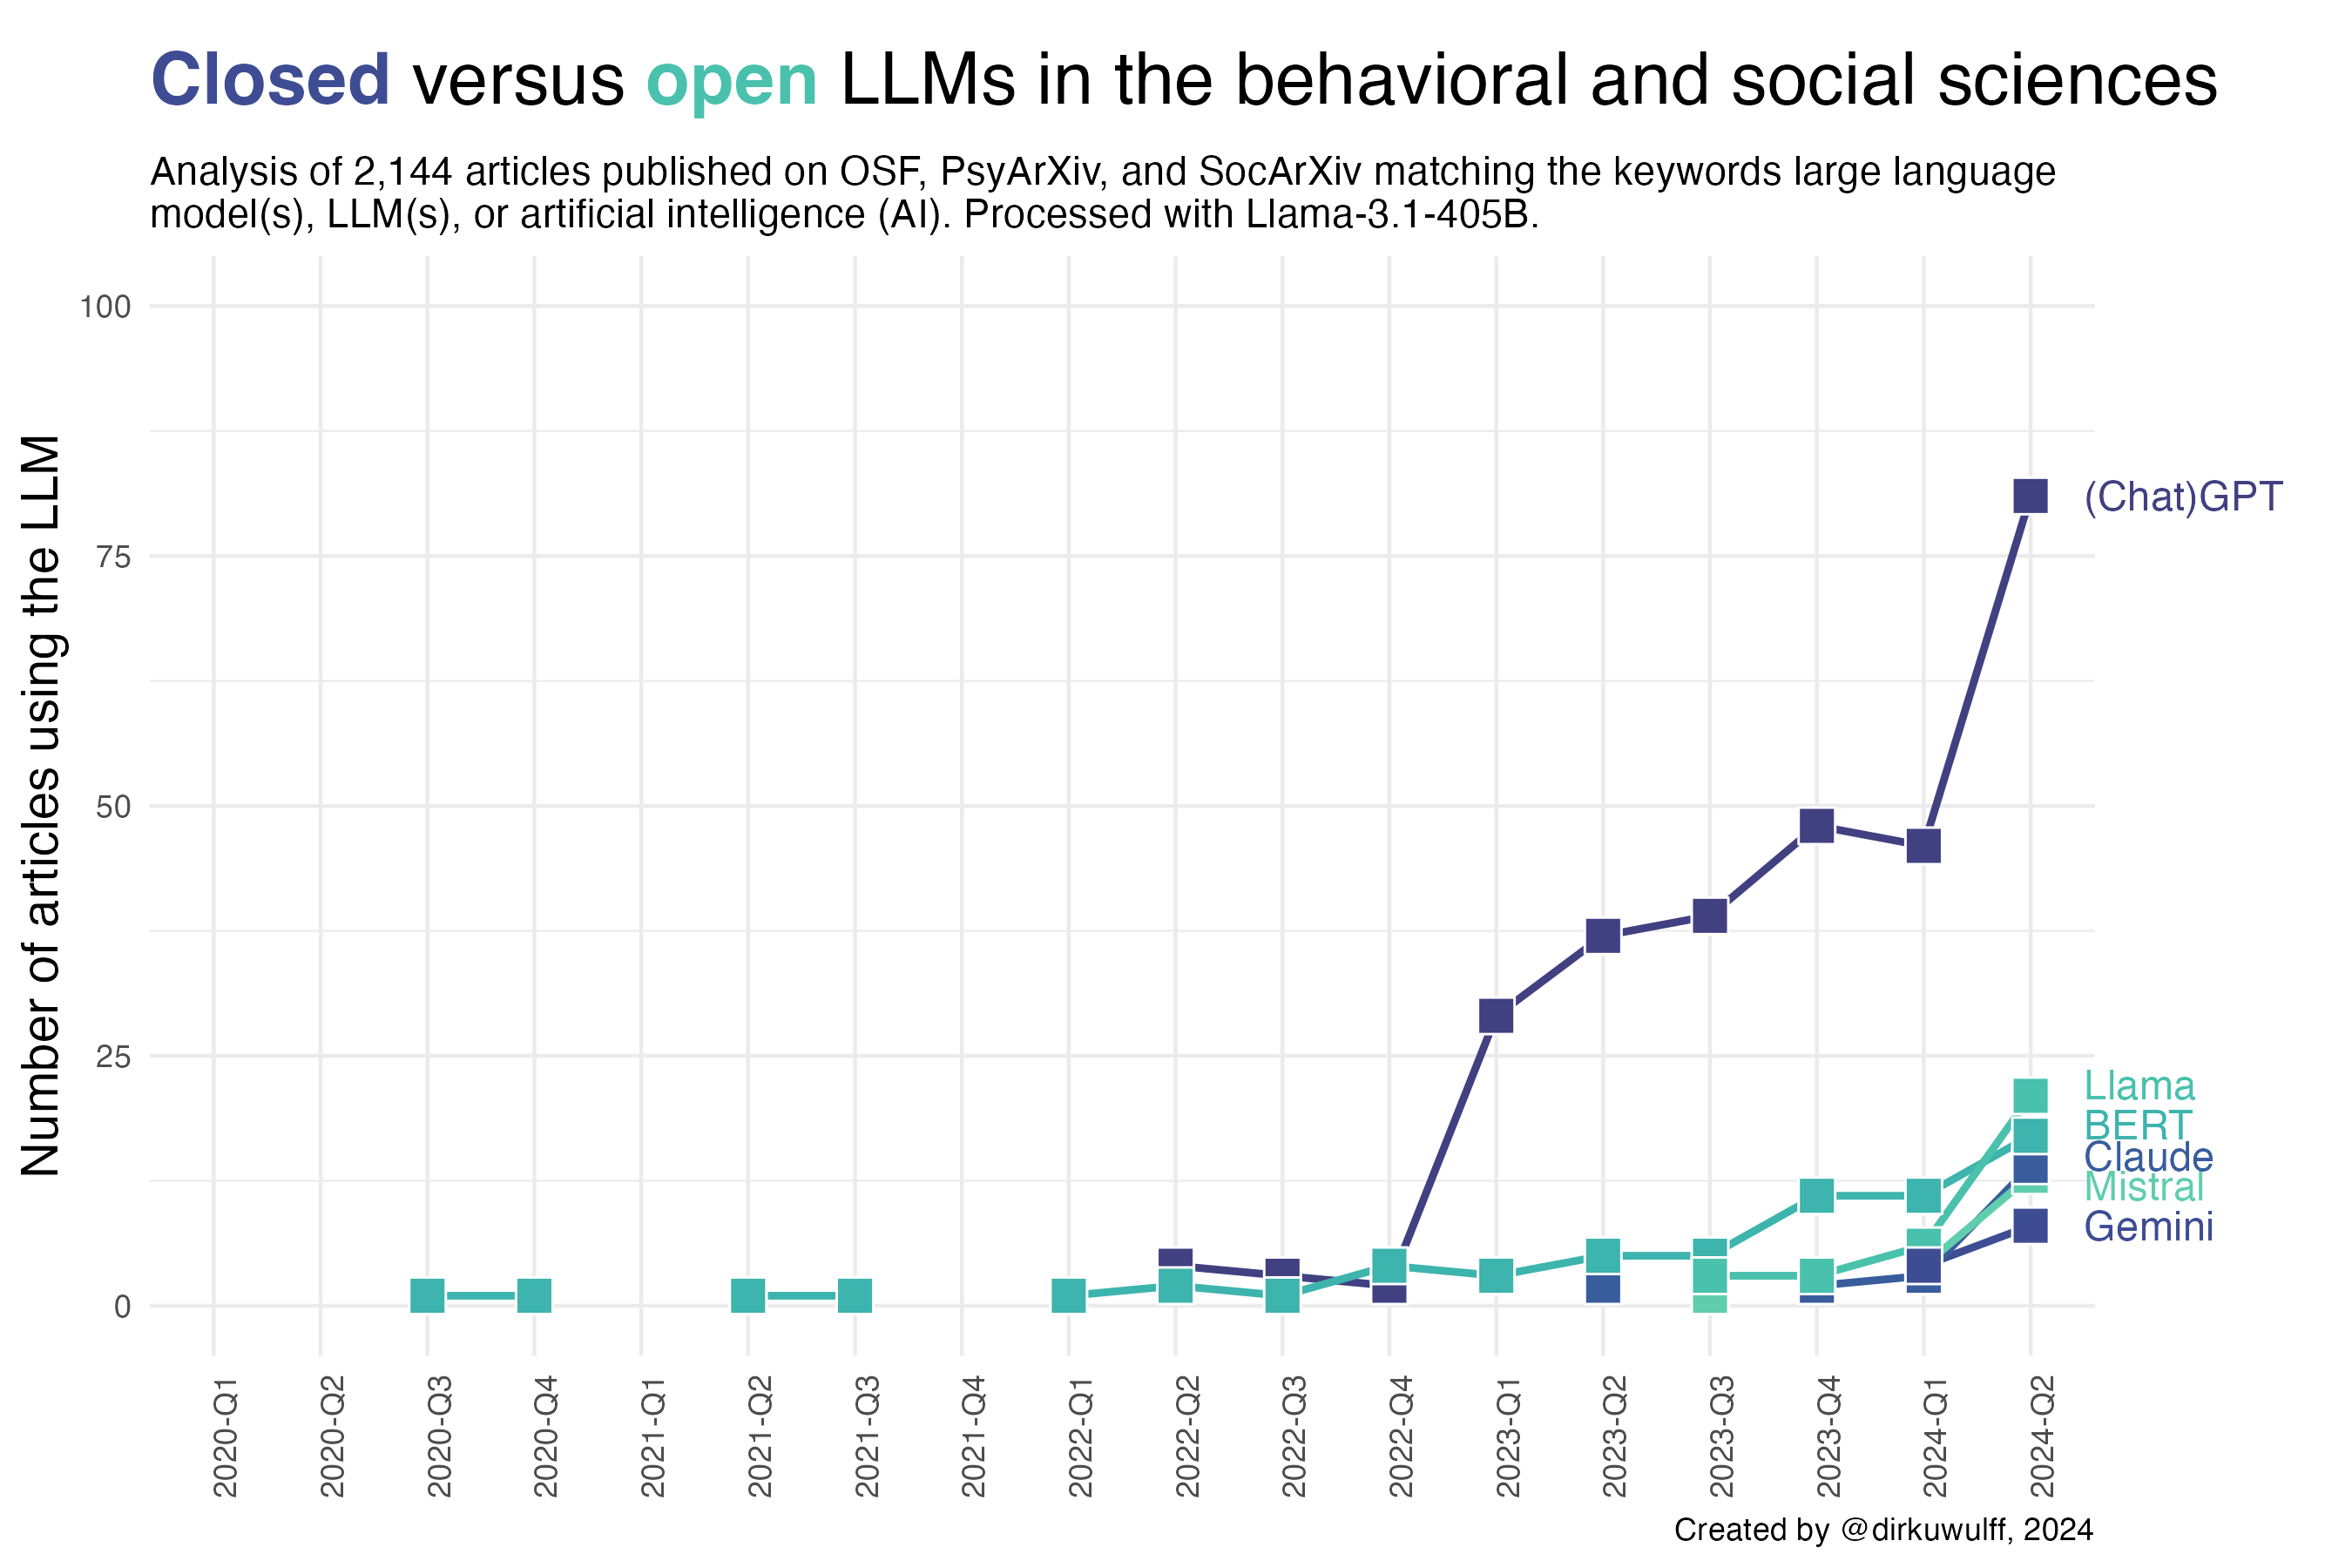 Closed versus open LLMs in the behavioral and social sciences
Analysis of 2,144 articles published on OSF, PsyArXiv, and SocArXiv matching the keywords large language
model(s), LLM(s), or artificial intelligence (AI). Processed with Llama-3.1-405B.
Number of articles using the LLM
100
75
50
25
0
(Chat)GPT
Llama
BERT
Claude
Mistral
Gemini
2020-Q1
2020-Q2
2020-Q3
2020-Q4
2021-Q1
2021-Q2
2021-Q3
2021-Q4
2022-Q1
2022-Q2
2022-Q3
2022-Q4
2023-Q1
2023-Q2
2023-Q3
2023-Q4
2024-Q1
2024-Q2
Created by @dirkuwulff, 2024